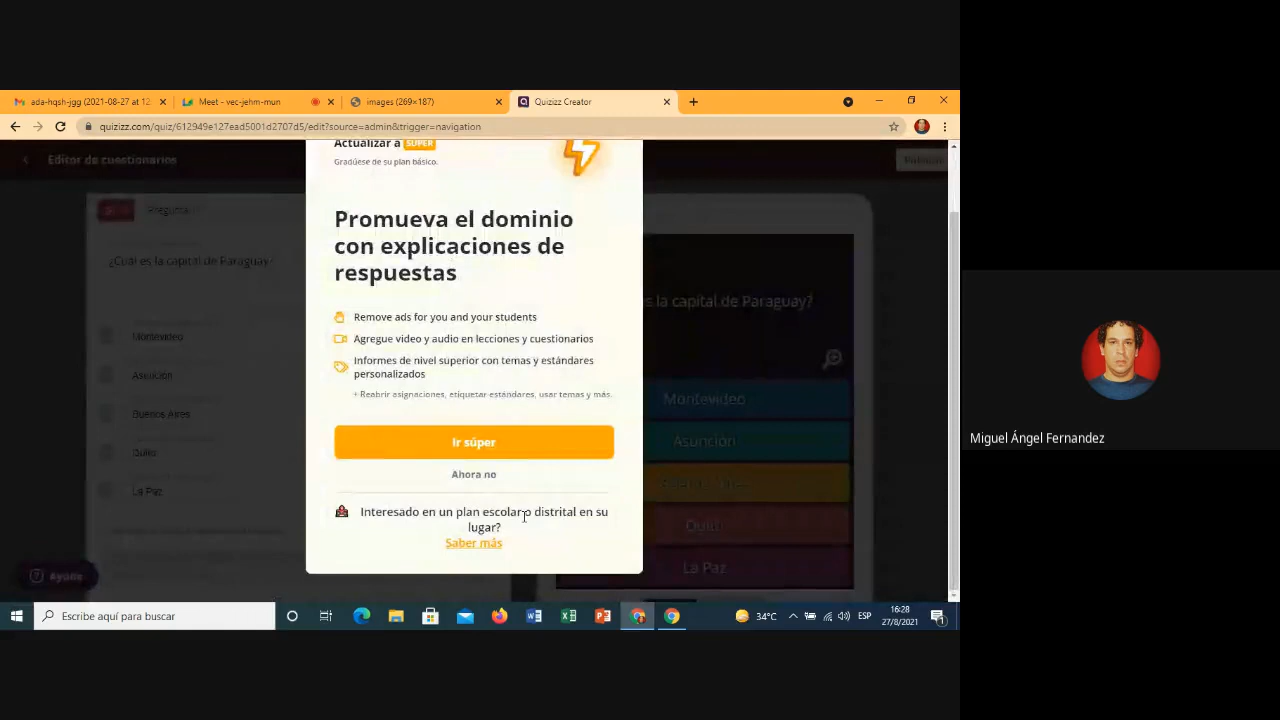 ada-hqsh-jgg (2021-08-27 at 12
Meet - vec-jehm-mun
images (269×187)
Quizizz Creator
quizizz.com/quiz/612949e127ead5001d2707d5/edit?source=admin&trigger=navigation
Editor de cuestionarios
Publicar
Actualizar a SÚPER
Gradúese de su plan básico.
Promueva el dominio
con explicaciones de
respuestas
Remove ads for you and your students
Agregue video y audio en lecciones y cuestionarios
Informes de nivel superior con temas y estándares
personalizados
+ Reabrir asignaciones, etiquetar estándares, usar temas y más.
Ir súper
Ahora no
Interesado en un plan escolar o distrital en su
lugar?
Saber más
Pregunta
¿Cuál es la capital de Paraguay?
Montevideo
Asunción
Buenos Aires
Quito
La Paz
es la capital de Paraguay?
Montevideo
Asunción
Quito
La Paz
Ayuda
Miguel Ángel Fernandez
Escribe aquí para buscar
34°C
ESP
16:28
27/8/2021
1